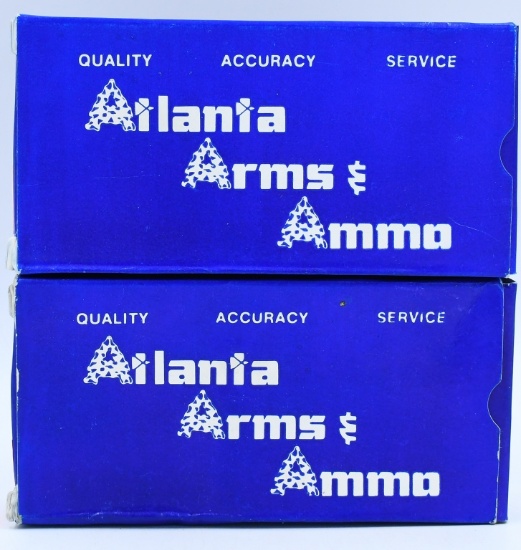 QUALITY ACCURACY SERVICE
Atlanta
Arms &
Ammo
QUALITY ACCURACY SERVICE
Atlanta
Arms &
Ammo